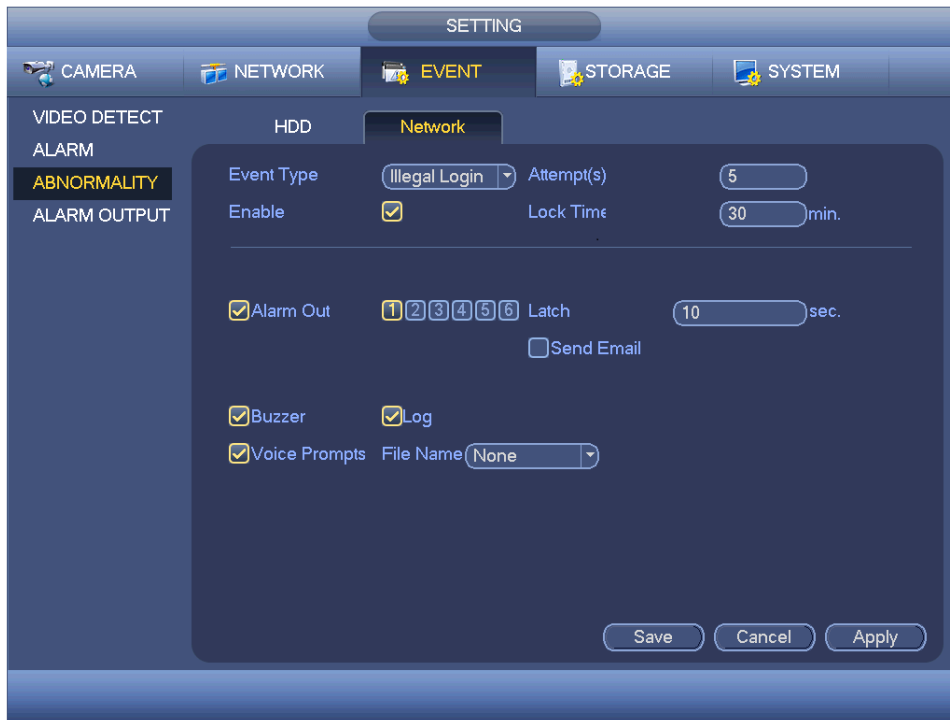 SETTING
CAMERA NETWORK EVENT STORAGE SYSTEM
VIDEO DETECT
ALARM
ABNORMALITY
ALARM OUTPUT
HDD Network
Event Type Illegal Login Attempt(s) 5
Enable Lock Time 30 min.
Alarm Out 1 2 3 4 5 6 Latch 10 sec.
Send Email
Buzzer Log
Voice Prompts File Name None
Save Cancel Apply